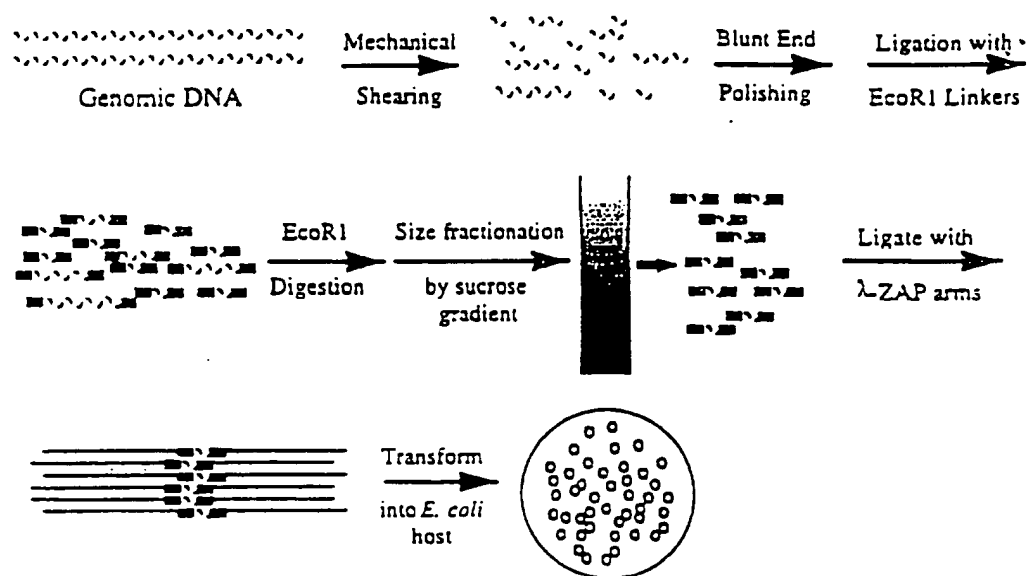 Genomic DNA
Mechanical
Shearing
Blunt End
Polishing
Ligation with
EcoR1 Linkers
EcoR1
Digestion
Size fractionation
by sucrose
gradient
Ligate with
λ-ZAP arms
Transform
into E. coli
host